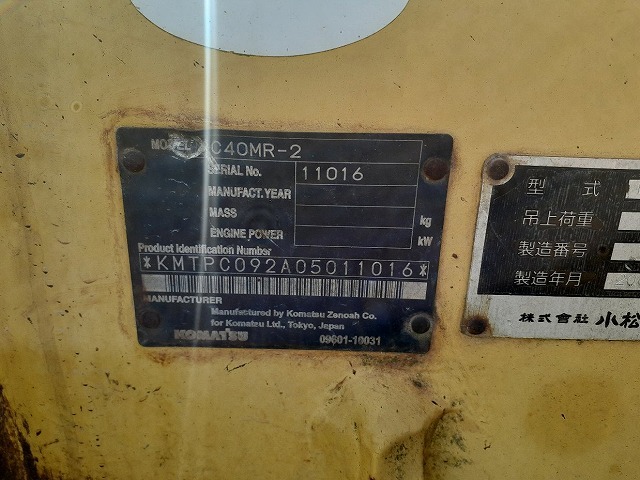 MODEL C40MR-2
SERIAL No. 11016
MANUFACT.YEAR
MASS kg
ENGINE POWER kW
Product Identification Number
*KMTPC092A05011016*
MANUFACTURER
Manufactured by Komatsu Zenoah Co.
for Komatsu Ltd., Tokyo, Japan
KOMATSU 09601-10031
型式
吊上荷重
製造番号
製造年月
株式会社 小松